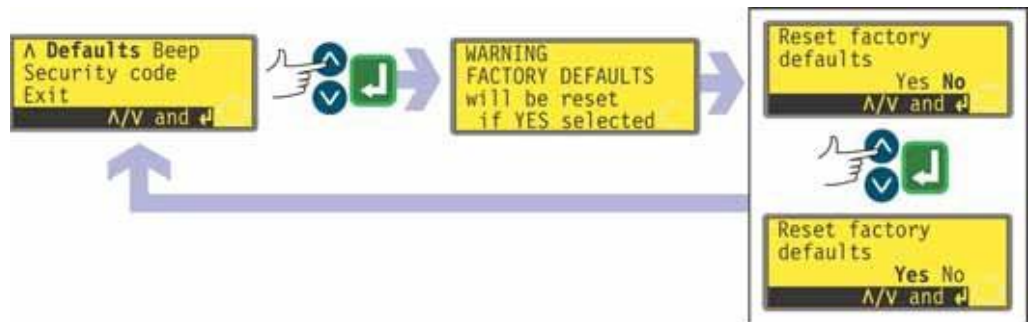 ∧ Defaults Beep
Security code
Exit
∧/∨ and ↵
WARNING
FACTORY DEFAULTS
will be reset
if YES selected
Reset factory
defaults
Yes No
∧/∨ and ↵
Reset factory
defaults
Yes No
∧/∨ and ↵